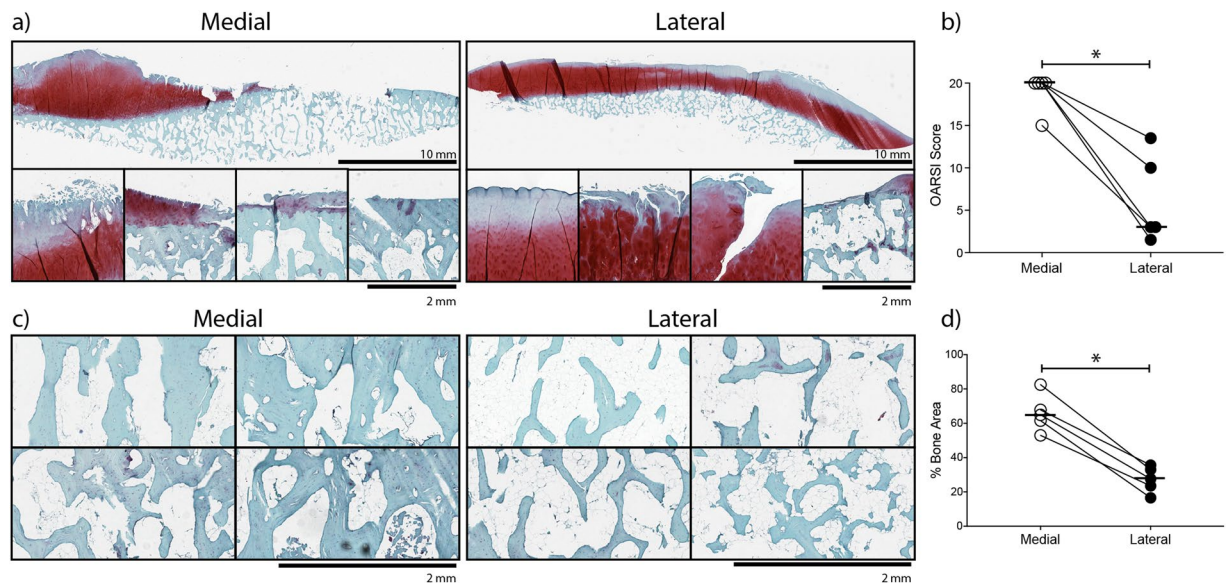 a)
Medial
Lateral
10 mm
10 mm
2 mm
2 mm
b)
*
20
15
10
5
0
OARSI Score
Medial
Lateral
c)
Medial
Lateral
2 mm
2 mm
d)
*
100
80
60
40
20
0
% Bone Area
Medial
Lateral